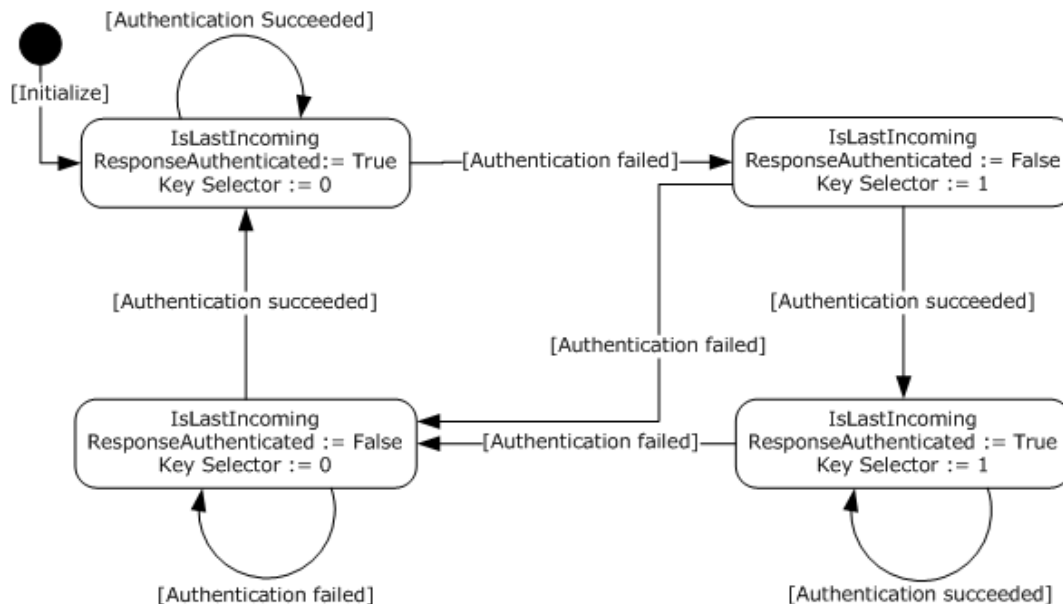 [Authentication Succeeded]
[Initialize]
IsLastIncoming
ResponseAuthenticated:= True
Key Selector := 0
[Authentication failed]
IsLastIncoming
ResponseAuthenticated := False
Key Selector := 1
[Authentication succeeded]
[Authentication succeeded]
[Authentication failed]
IsLastIncoming
ResponseAuthenticated := False
Key Selector := 0
[Authentication failed]
IsLastIncoming
ResponseAuthenticated := True
Key Selector := 1
[Authentication failed]
[Authentication succeeded]